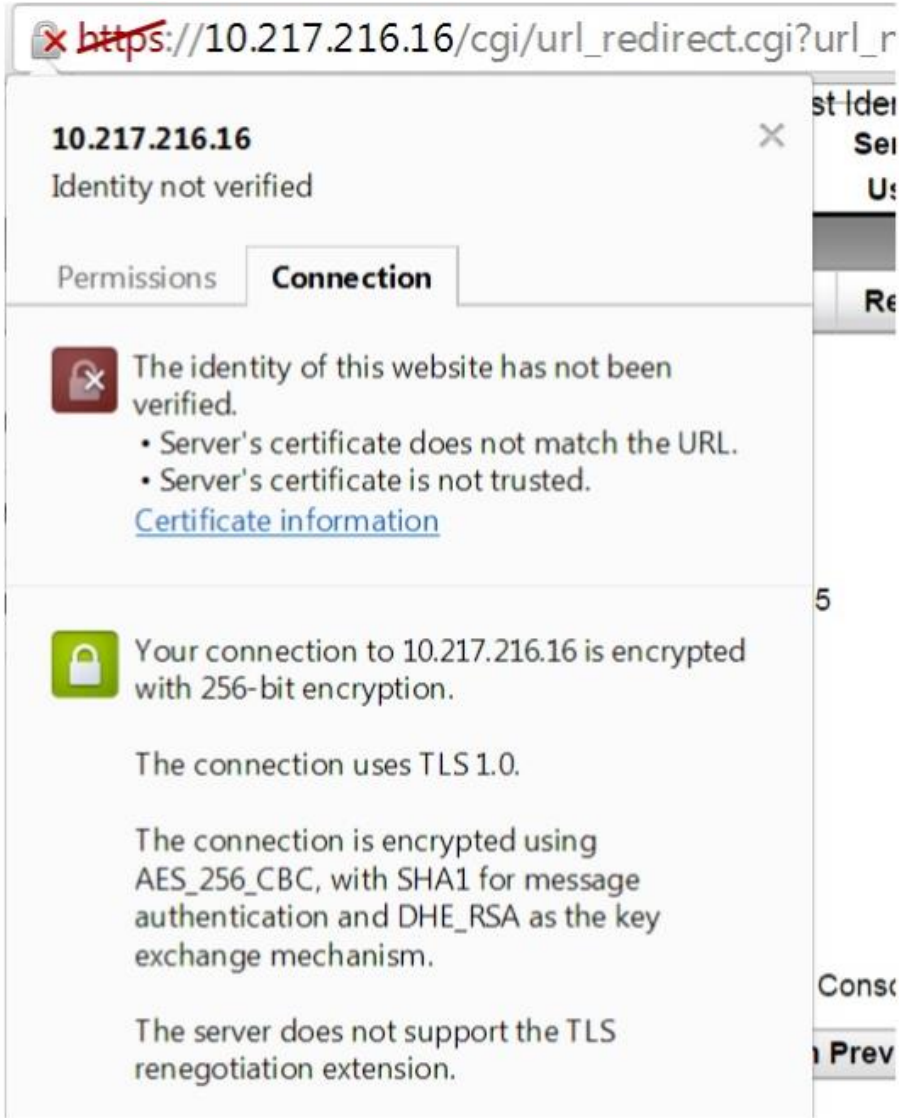 https://10.217.216.16/cgi/url_redirect.cgi?url_n
10.217.216.16
Identity not verified
Permissions Connection
The identity of this website has not been
verified.
• Server's certificate does not match the URL.
• Server's certificate is not trusted.
Certificate information
Your connection to 10.217.216.16 is encrypted
with 256-bit encryption.
The connection uses TLS 1.0.
The connection is encrypted using
AES_256_CBC, with SHA1 for message
authentication and DHE_RSA as the key
exchange mechanism.
The server does not support the TLS
renegotiation extension.
5
Prev